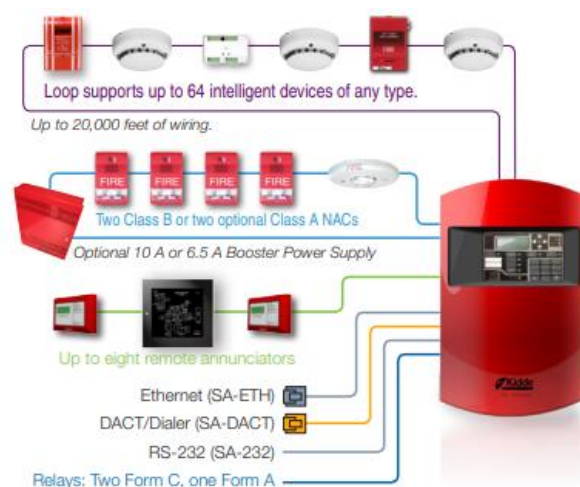 Loop supports up to 64 intelligent devices of any type.
Up to 20,000 feet of wiring.
FIRE FIRE FIRE FIRE
Two Class B or two optional Class A NACs
Optional 10 A or 6.5 A Booster Power Supply
Up to eight remote annunciators
Ethernet (SA-ETH)
DACT/Dialer (SA-DACT)
Kidde
RS-232 (SA-232)
Relays: Two Form C, one Form A